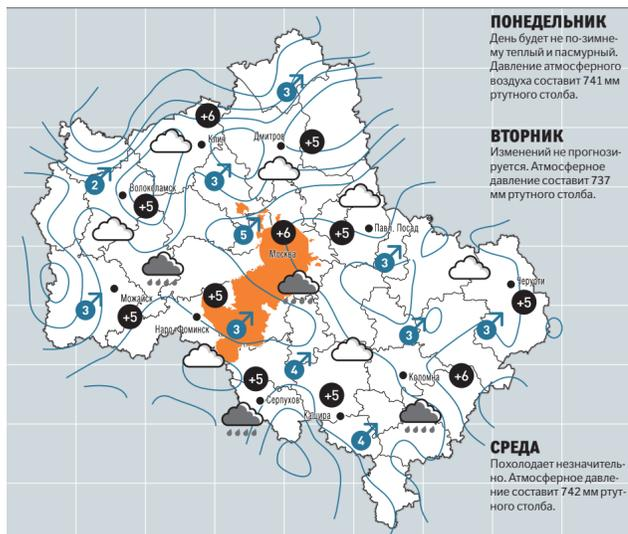 ПОНЕДЕЛЬНИК
День будет не по-зимне-
му теплый и пасмурный.
Давление атмосферного
воздуха составит 741 мм
ртутного столба.
ВТОРНИК
Изменений не прогнози-
руется. Атмосферное
давление составит 737
мм ртутного столба.
СРЕДА
Похолодает незначитель-
но. Атмосферное давле-
ние составит 742 мм ртут-
ного столба.
3
+6
Клин
Дмитров
+5
2
3
Волоколамск
+5
5
+6
Москва
+5
Павл. Посад
3
Можайск
3
+5
+5
Наро-Фоминск
3
Черусти
+5
3
3
4
+5
Серпухов
+5
Кашира
Коломна
+6
4